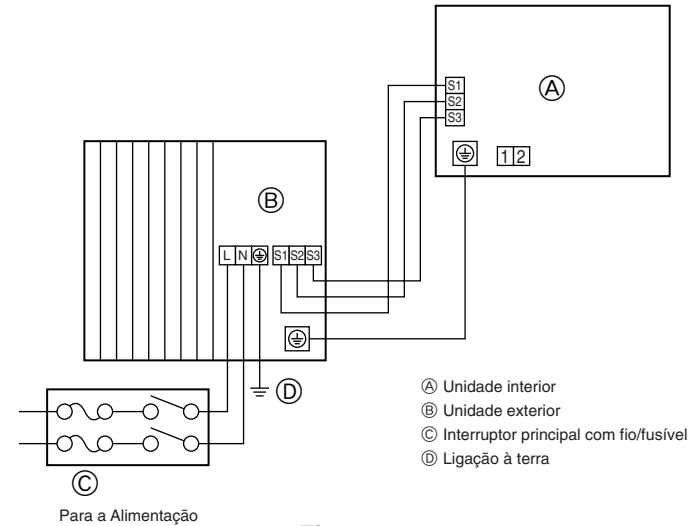 S1
S2
S3
Ⓐ
1 2
Ⓑ
L N S1 S2 S3
Ⓓ
Ⓐ Unidade interior
Ⓑ Unidade exterior
Ⓒ Interruptor principal com fio/fusível
Ⓓ Ligação à terra
Ⓒ
Para a Alimentação